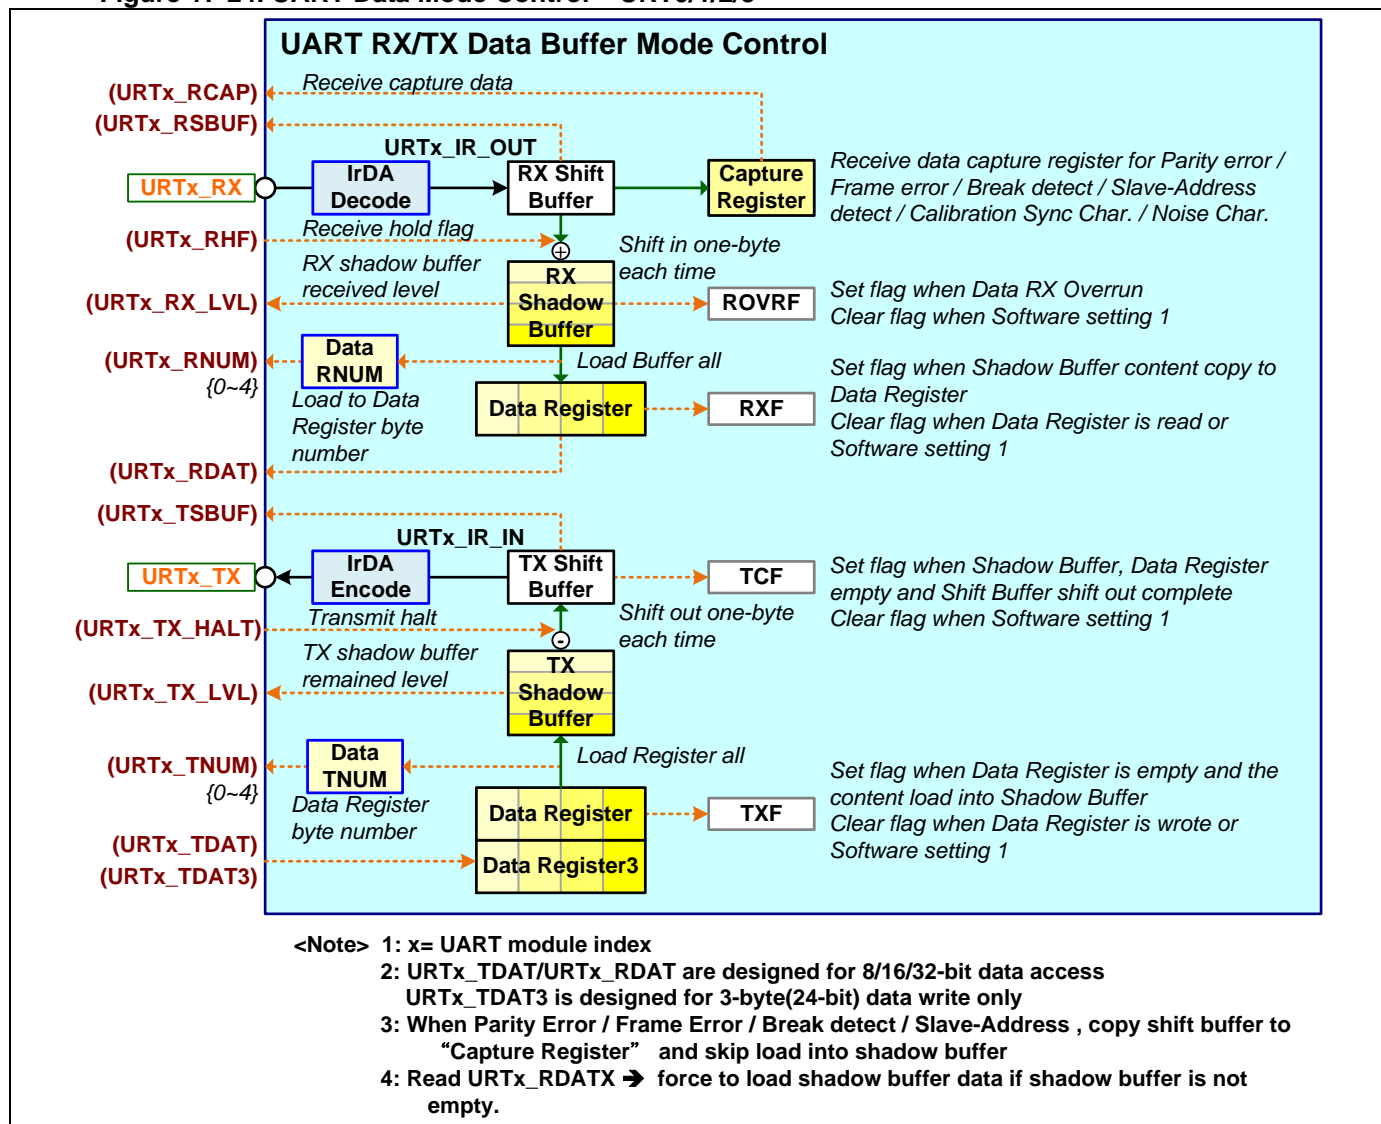 UART RX/TX Data Buffer Mode Control
(URTx_RCAP)
Receive capture data
(URTx_RSBUF)
URTx_IR_OUT
URTx_RX
IrDA
Decode
RX Shift
Buffer
Capture
Register
Receive data capture register for Parity error /
Frame error / Break detect / Slave-Address
detect / Calibration Sync Char. / Noise Char.
(URTx_RHF)
Receive hold flag
+
Shift in one-byte
each time
RX shadow buffer
received level
(URTx_RX_LVL)
RX
Shadow
Buffer
ROVRF
Set flag when Data RX Overrun
Clear flag when Software setting 1
(URTx_RNUM)
{0~4}
Data
RNUM
Load Buffer all
Load to Data
Register byte
number
Data Register
RXF
Set flag when Shadow Buffer content copy to
Data Register
Clear flag when Data Register is read or
Software setting 1
(URTx_RDAT)
(URTx_TSBUF)
URTx_IR_IN
URTx_TX
IrDA
Encode
TX Shift
Buffer
TCF
Set flag when Shadow Buffer, Data Register
empty and Shift Buffer shift out complete
Clear flag when Software setting 1
(URTx_TX_HALT)
Transmit halt
-
Shift out one-byte
each time
TX shadow buffer
remained level
(URTx_TX_LVL)
TX
Shadow
Buffer
(URTx_TNUM)
{0~4}
Data
TNUM
Load Register all
Data Register
byte number
Data Register
TXF
Set flag when Data Register is empty and the
content load into Shadow Buffer
Clear flag when Data Register is wrote or
Software setting 1
(URTx_TDAT)
(URTx_TDAT3)
Data Register3
<Note> 1: x= UART module index
2: URTx_TDAT/URTx_RDAT are designed for 8/16/32-bit data access
URTx_TDAT3 is designed for 3-byte(24-bit) data write only
3: When Parity Error / Frame Error / Break detect / Slave-Address , copy shift buffer to
“Capture Register” and skip load into shadow buffer
4: Read URTx_RDATX ➔ force to load shadow buffer data if shadow buffer is not
empty.